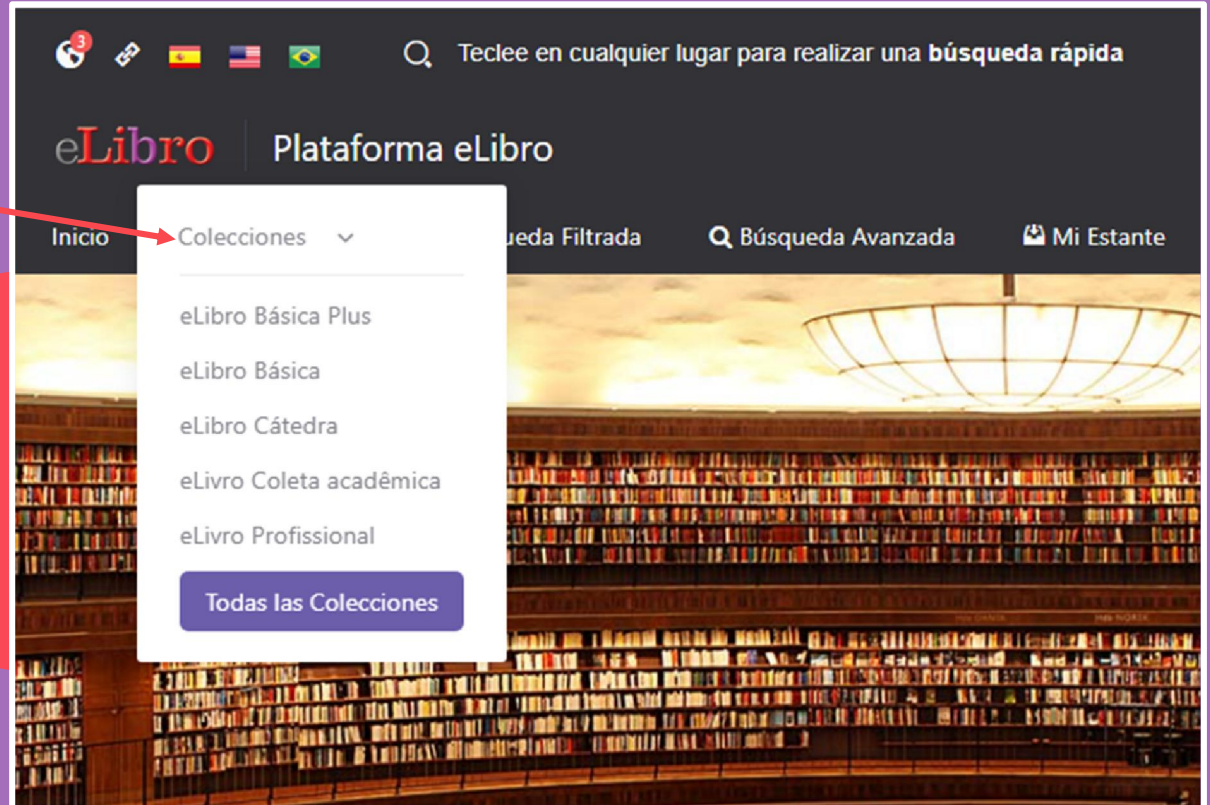 3
Teclee en cualquier lugar para realizar una búsqueda rápida
eLibro
Plataforma eLibro
Inicio
Colecciones
ueda Filtrada
Búsqueda Avanzada
Mi Estante
eLibro Básica Plus
eLibro Básica
eLibro Cátedra
eLivro Coleta acadêmica
eLivro Profissional
Todas las Colecciones